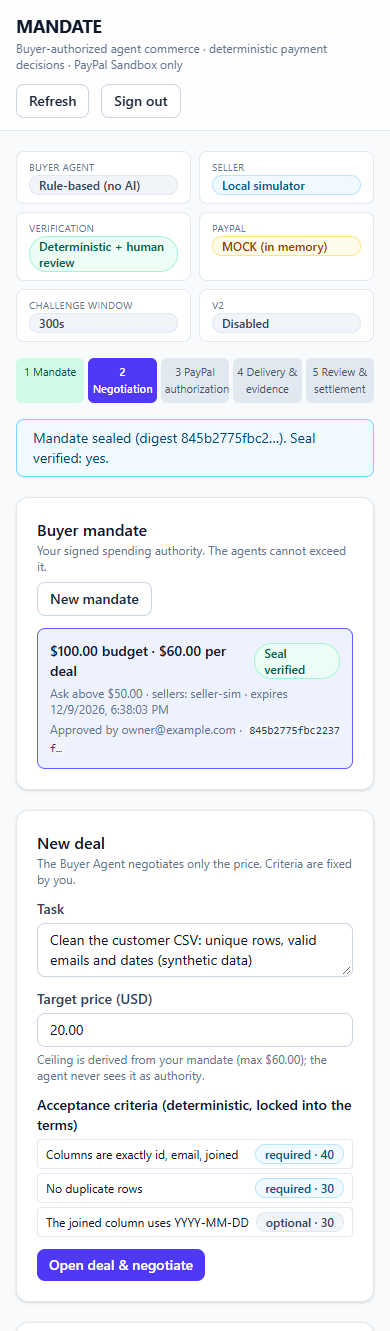 MANDATE
Buyer-authorized agent commerce · deterministic payment
decisions · PayPal Sandbox only
Refresh
Sign out
BUYER AGENT
Rule-based (no AI)
SELLER
Local simulator
VERIFICATION
Deterministic + human
review
PAYPAL
MOCK (in memory)
CHALLENGE WINDOW
300s
V2
Disabled
1 Mandate
2
Negotiation
3 PayPal
authorization
4 Delivery &
evidence
5 Review &
settlement
Mandate sealed (digest 845b2775fbc2…). Seal
verified: yes.
Buyer mandate
Your signed spending authority. The agents cannot exceed
it.
New mandate
$100.00 budget · $60.00 per
deal
Seal
verified
Ask above $50.00 · sellers: seller-sim · expires
12/9/2026, 6:38:03 PM
Approved by owner@example.com · 845b2775fbc2237
f…
New deal
The Buyer Agent negotiates only the price. Criteria are fixed
by you.
Task
Clean the customer CSV: unique rows, valid
emails and dates (synthetic data)
Target price (USD)
20.00
Ceiling is derived from your mandate (max $60.00); the
agent never sees it as authority.
Acceptance criteria (deterministic, locked into the
terms)
Columns are exactly id, email, joined
required · 40
No duplicate rows
required · 30
The joined column uses YYYY-MM-DD
optional · 30
Open deal & negotiate